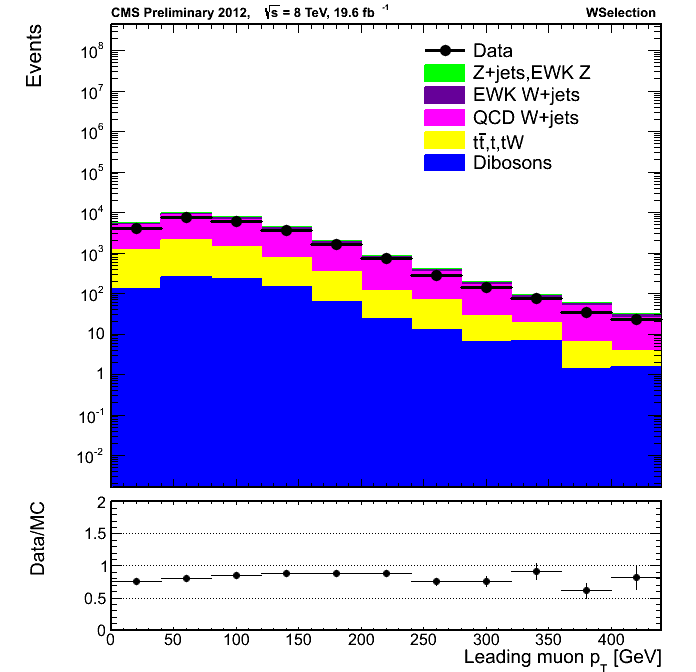 CMS Preliminary 2012, √s = 8 TeV, 19.6 fb⁻¹ WSelection
Events
Data
Z+jets,EWK Z
EWK W+jets
QCD W+jets
tt̄,t,tW
Dibosons
10⁸
10⁷
10⁶
10⁵
10⁴
10³
10²
10
1
10⁻¹
10⁻²
Data/MC
2
1.5
1
0.5
0
0 50 100 150 200 250 300 350 400
Leading muon p_T [GeV]